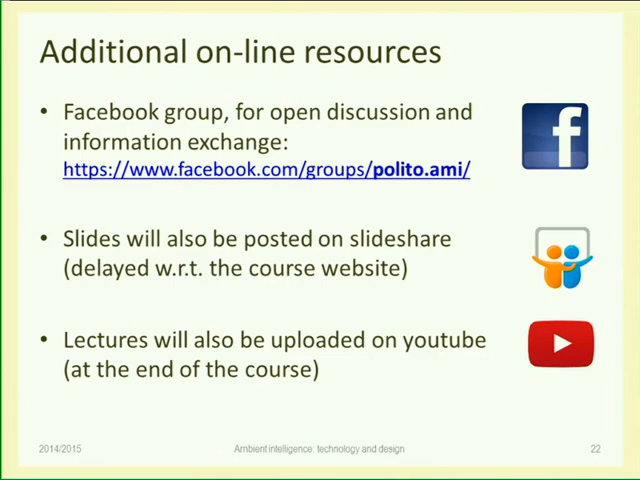 Additional on-line resources
• Facebook group, for open discussion and
information exchange:
https://www.facebook.com/groups/polito.ami/
• Slides will also be posted on slideshare
(delayed w.r.t. the course website)
• Lectures will also be uploaded on youtube
(at the end of the course)
2014/2015 Ambient intelligence: technology and design 22